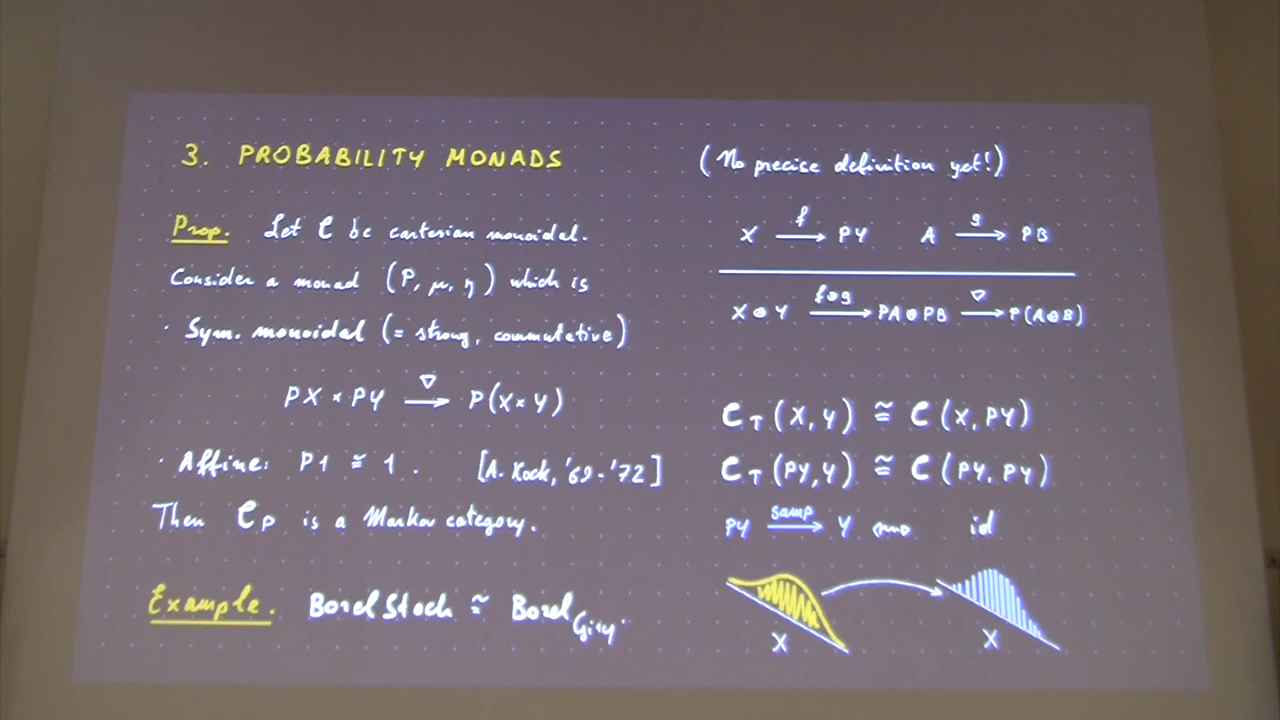 3. PROBABILITY MONADS
Prop. Let C be cartesian monoidal.
Consider a monad (P, μ, η) which is
· Sym. monoidal (= strong, commutative)
PX × PY ∇→ P(X×Y)
· Affine: P1 ≅ 1. [A. Kock, '69-'72]
Then C_P is a Markov category.
Example. BorelStoch ≅ Borel_Giry.
(No precise definition yet!)
X f→ PY A g→ PB
X⊗Y f⊗g→ PA⊗PB ∇→ P(A⊗B)
C_T(X,Y) ≅ C(X,PY)
C_T(PY,Y) ≅ C(PY,PY)
PY samp→ Y id
X X